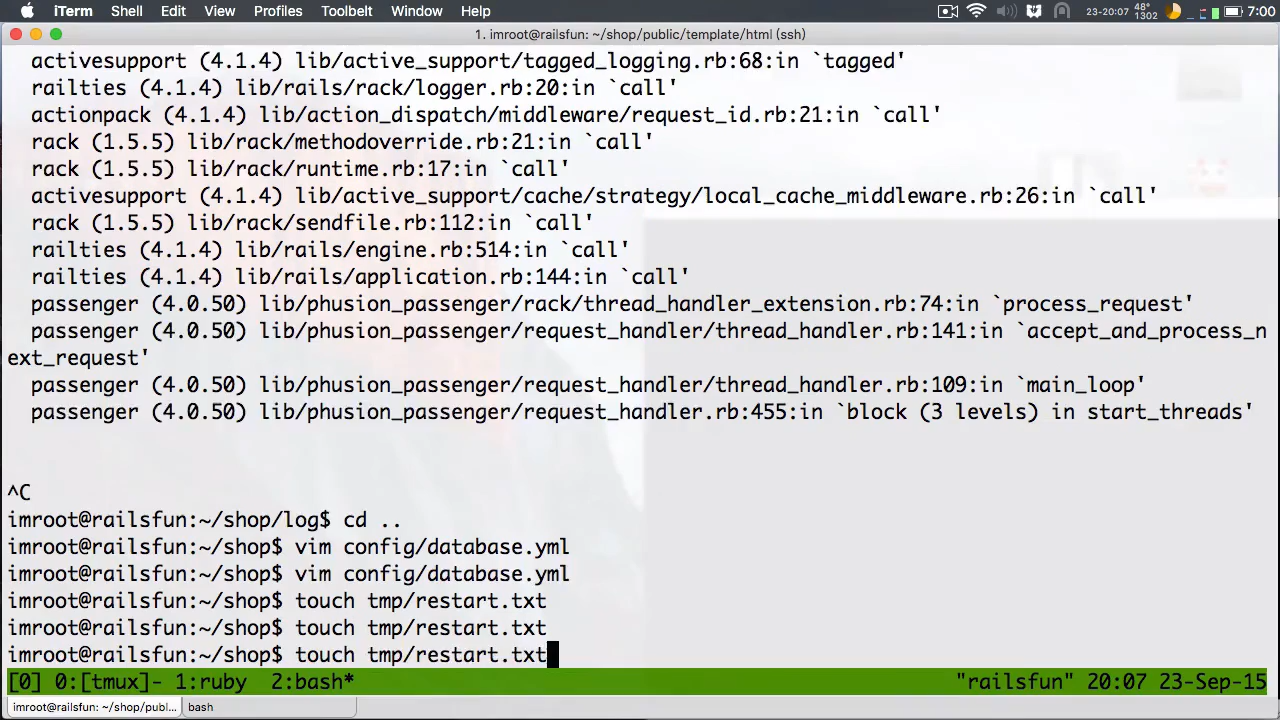 iTerm Shell Edit View Profiles Toolbelt Window Help 23-20:07 48° 1302 7:00
1. imroot@railsfun: ~/shop/public/template/html (ssh)
activesupport (4.1.4) lib/active_support/tagged_logging.rb:68:in `tagged'
railties (4.1.4) lib/rails/rack/logger.rb:20:in `call'
actionpack (4.1.4) lib/action_dispatch/middleware/request_id.rb:21:in `call'
rack (1.5.5) lib/rack/methodoverride.rb:21:in `call'
rack (1.5.5) lib/rack/runtime.rb:17:in `call'
activesupport (4.1.4) lib/active_support/cache/strategy/local_cache_middleware.rb:26:in `call'
rack (1.5.5) lib/rack/sendfile.rb:112:in `call'
railties (4.1.4) lib/rails/engine.rb:514:in `call'
railties (4.1.4) lib/rails/application.rb:144:in `call'
passenger (4.0.50) lib/phusion_passenger/rack/thread_handler_extension.rb:74:in `process_request'
passenger (4.0.50) lib/phusion_passenger/request_handler/thread_handler.rb:141:in `accept_and_process_n
ext_request'
passenger (4.0.50) lib/phusion_passenger/request_handler/thread_handler.rb:109:in `main_loop'
passenger (4.0.50) lib/phusion_passenger/request_handler.rb:455:in `block (3 levels) in start_threads'
^C
imroot@railsfun:~/shop/log$ cd ..
imroot@railsfun:~/shop$ vim config/database.yml
imroot@railsfun:~/shop$ vim config/database.yml
imroot@railsfun:~/shop$ touch tmp/restart.txt
imroot@railsfun:~/shop$ touch tmp/restart.txt
imroot@railsfun:~/shop$ touch tmp/restart.txt
[0] 0:[tmux]- 1:ruby 2:bash* "railsfun" 20:07 23-Sep-15
imroot@railsfun: ~/shop/publ... bash